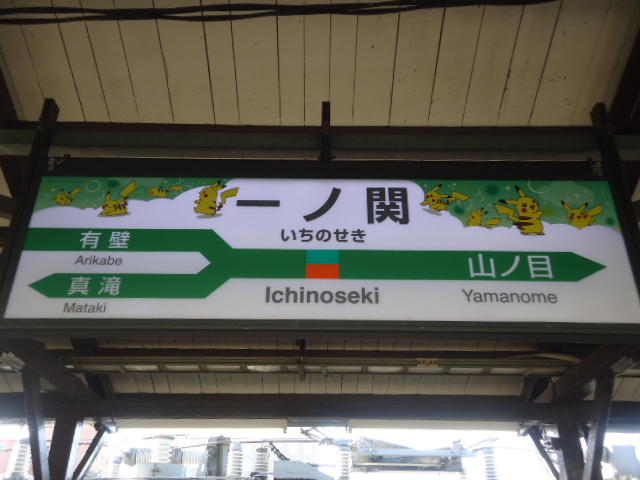 一ノ関
いちのせき
有壁
Arikabe
真滝
Mataki
Ichinoseki
山ノ目
Yamanome